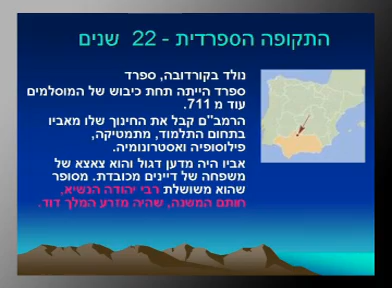 התקופה הספרדית - 22 שנים
נולד בקורדובה, ספרד
ספרד הייתה תחת כיבוש של המוסלמים
עוד מ 711.
הרמב"ם קבל את החינוך שלו מאביו
בתחום התלמוד, מתמטיקה,
פילוסופיה ואסטרונומיה.
אביו היה מדען דגול והוא צאצא של
משפחה של דיינים מכובדת. מסופר
שהוא משושלת רבי יהודה הנשיא,
חותם המשנה, שהיה מזרע המלך דוד.